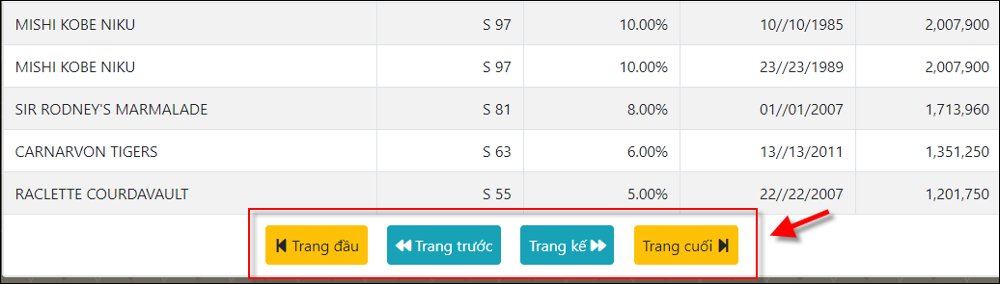 MISHI KOBE NIKU S 97 10.00% 10//10/1985 2,007,900
MISHI KOBE NIKU S 97 10.00% 23//23/1989 2,007,900
SIR RODNEY'S MARMALADE S 81 8.00% 01//01/2007 1,713,960
CARNARVON TIGERS S 63 6.00% 13//13/2011 1,351,250
RACLETTE COURDAVAULT S 55 5.00% 22//22/2007 1,201,750
Trang đầu Trang trước Trang kế Trang cuối